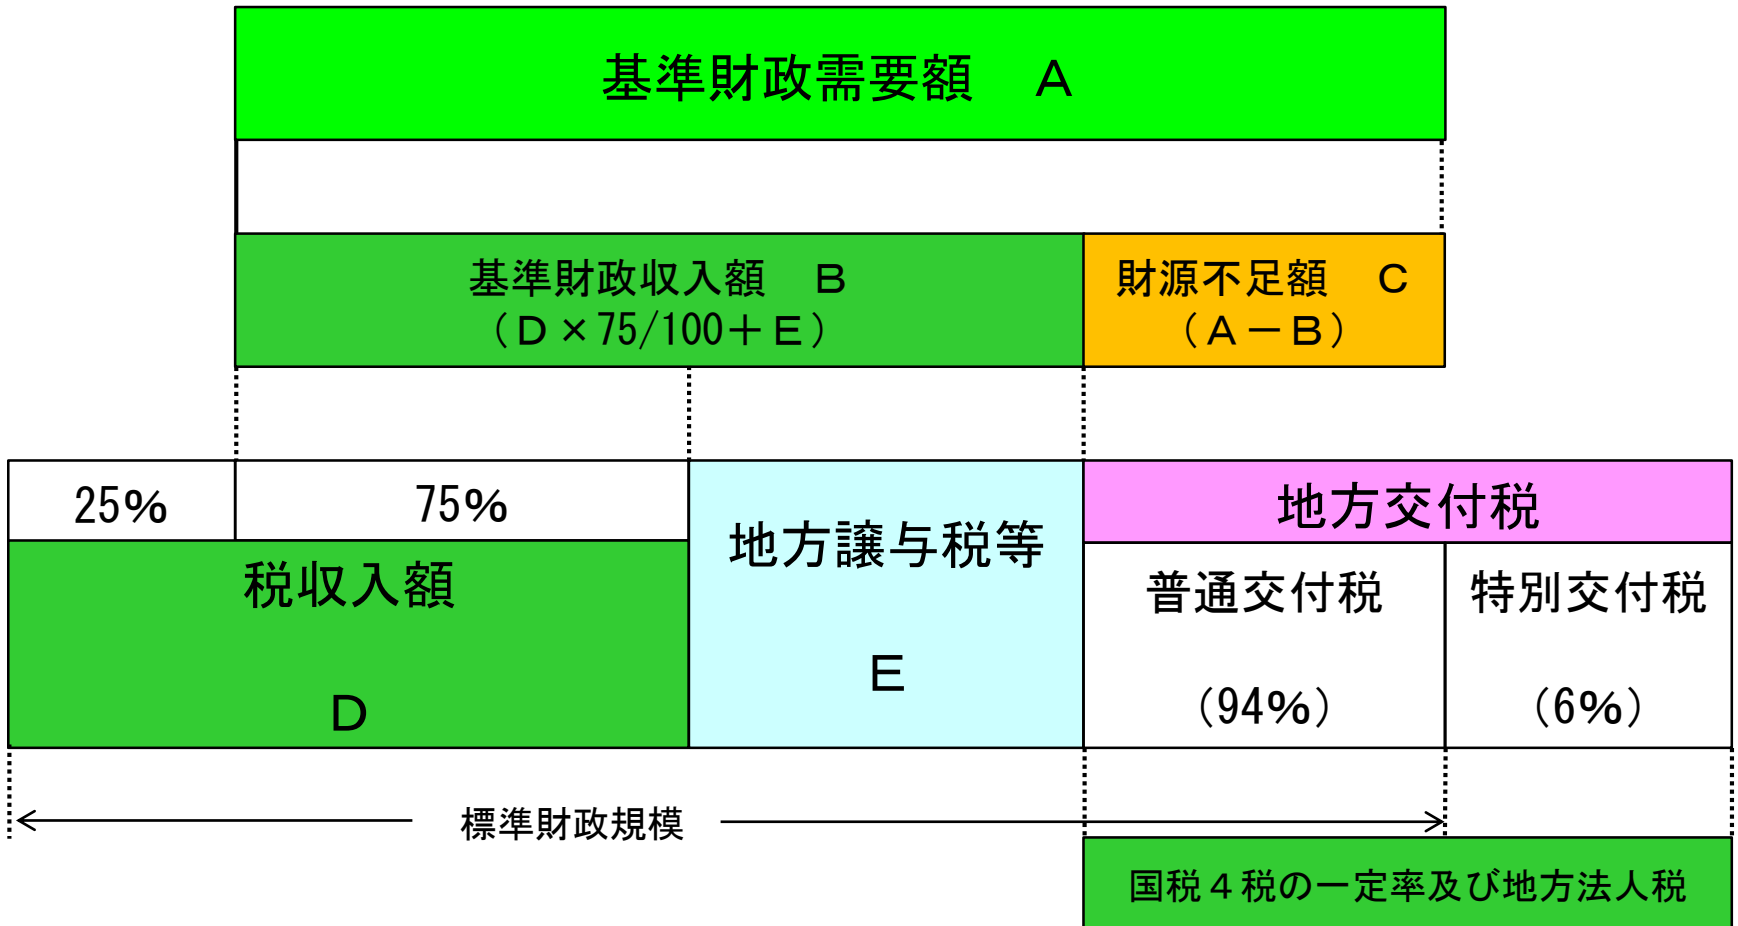 基準財政需要額　Ａ
基準財政収入額　Ｂ
（Ｄ×75/100＋Ｅ）
財源不足額　Ｃ
（Ａ－Ｂ）
25%
75%
税収入額
Ｄ
地方譲与税等
Ｅ
地方交付税
普通交付税
（94%）
特別交付税
（6%）
標準財政規模
国税４税の一定率及び地方法人税